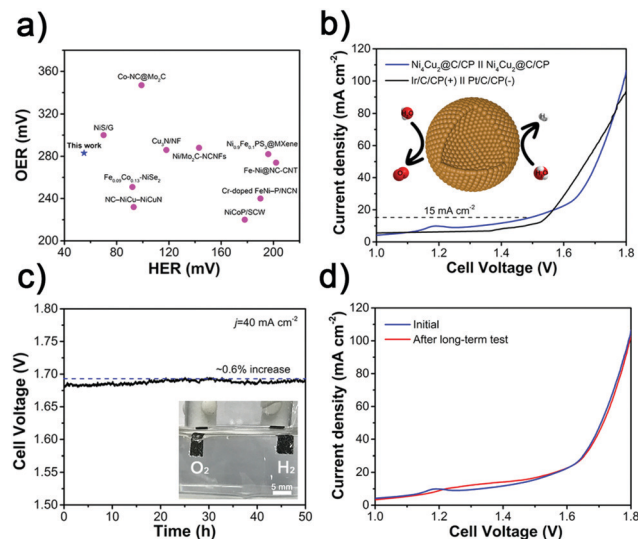 a)
OER (mV)
360
320
280
240
200
Co-NC@Mo₂C
NiS/G
This work
Cu₃N/NF
Ni/Mo₂C-NCNFs
Ni₀.₉Fe₀.₁PS₃@MXene
Fe-Ni@NC-CNT
Fe₀.₀₉Co₀.₁₃-NiSe₂
NC–NiCu–NiCuN
Cr-doped FeNi–P/NCN
NiCoP/SCW
40 80 120 160 200
HER (mV)
b)
Current density (mA cm⁻²)
120
100
80
60
40
20
0
Ni₄Cu₂@C/CP II Ni₄Cu₂@C/CP
Ir/C/CP(+) II Pt/C/CP(-)
15 mA cm⁻²
1.0 1.2 1.4 1.6 1.8
Cell Voltage (V)
c)
Cell Voltage (V)
1.80
1.75
1.70
1.65
1.60
1.55
1.50
j=40 mA cm⁻²
~0.6% increase
O₂ H₂
5 mm
0 10 20 30 40 50
Time (h)
d)
Current density (mA cm⁻²)
120
100
80
60
40
20
0
Initial
After long-term test
1.0 1.2 1.4 1.6 1.8
Cell Voltage (V)